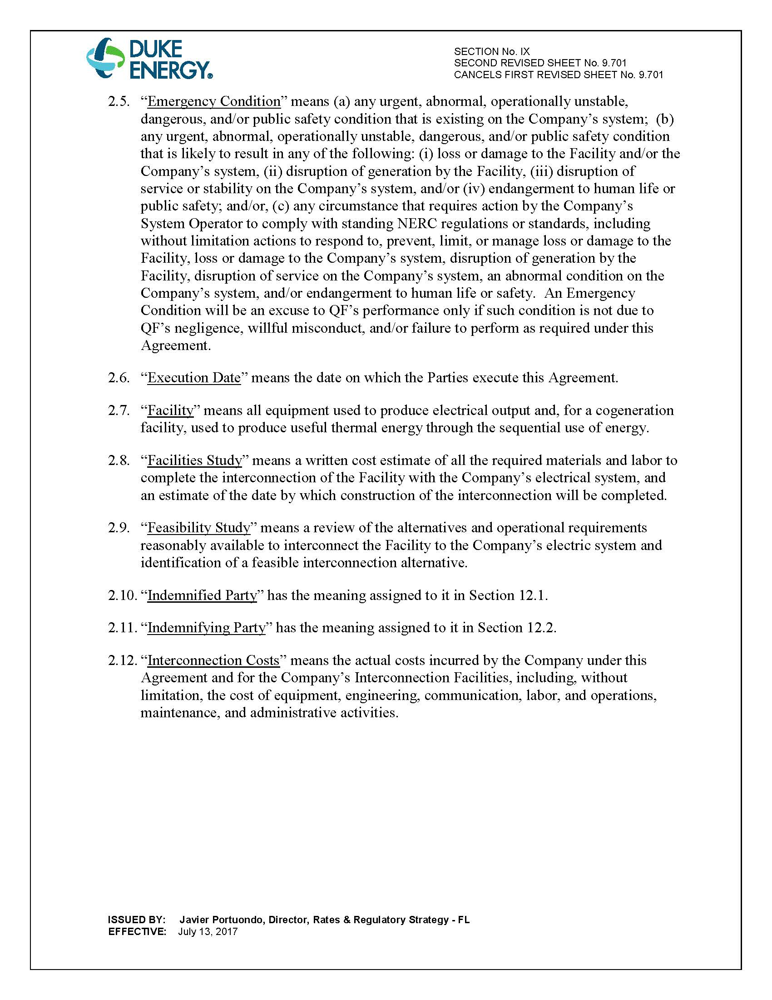 DUKE
ENERGY®
SECTION No. IX
SECOND REVISED SHEET No. 9.701
CANCELS FIRST REVISED SHEET No. 9.701
2.5. “Emergency Condition” means (a) any urgent, abnormal, operationally unstable,
dangerous, and/or public safety condition that is existing on the Company’s system;  (b)
any urgent, abnormal, operationally unstable, dangerous, and/or public safety condition
that is likely to result in any of the following: (i) loss or damage to the Facility and/or the
Company’s system, (ii) disruption of generation by the Facility, (iii) disruption of
service or stability on the Company’s system, and/or (iv) endangerment to human life or
public safety; and/or, (c) any circumstance that requires action by the Company’s
System Operator to comply with standing NERC regulations or standards, including
without limitation actions to respond to, prevent, limit, or manage loss or damage to the
Facility, loss or damage to the Company’s system, disruption of generation by the
Facility, disruption of service on the Company’s system, an abnormal condition on the
Company’s system, and/or endangerment to human life or safety.  An Emergency
Condition will be an excuse to QF’s performance only if such condition is not due to
QF’s negligence, willful misconduct, and/or failure to perform as required under this
Agreement.
2.6. “Execution Date” means the date on which the Parties execute this Agreement.
2.7. “Facility” means all equipment used to produce electrical output and, for a cogeneration
facility, used to produce useful thermal energy through the sequential use of energy.
2.8. “Facilities Study” means a written cost estimate of all the required materials and labor to
complete the interconnection of the Facility with the Company’s electrical system, and
an estimate of the date by which construction of the interconnection will be completed.
2.9. “Feasibility Study” means a review of the alternatives and operational requirements
reasonably available to interconnect the Facility to the Company’s electric system and
identification of a feasible interconnection alternative.
2.10. “Indemnified Party” has the meaning assigned to it in Section 12.1.
2.11. “Indemnifying Party” has the meaning assigned to it in Section 12.2.
2.12. “Interconnection Costs” means the actual costs incurred by the Company under this
Agreement and for the Company’s Interconnection Facilities, including, without
limitation, the cost of equipment, engineering, communication, labor, and operations,
maintenance, and administrative activities.
ISSUED BY: Javier Portuondo, Director, Rates & Regulatory Strategy - FL
EFFECTIVE: July 13, 2017